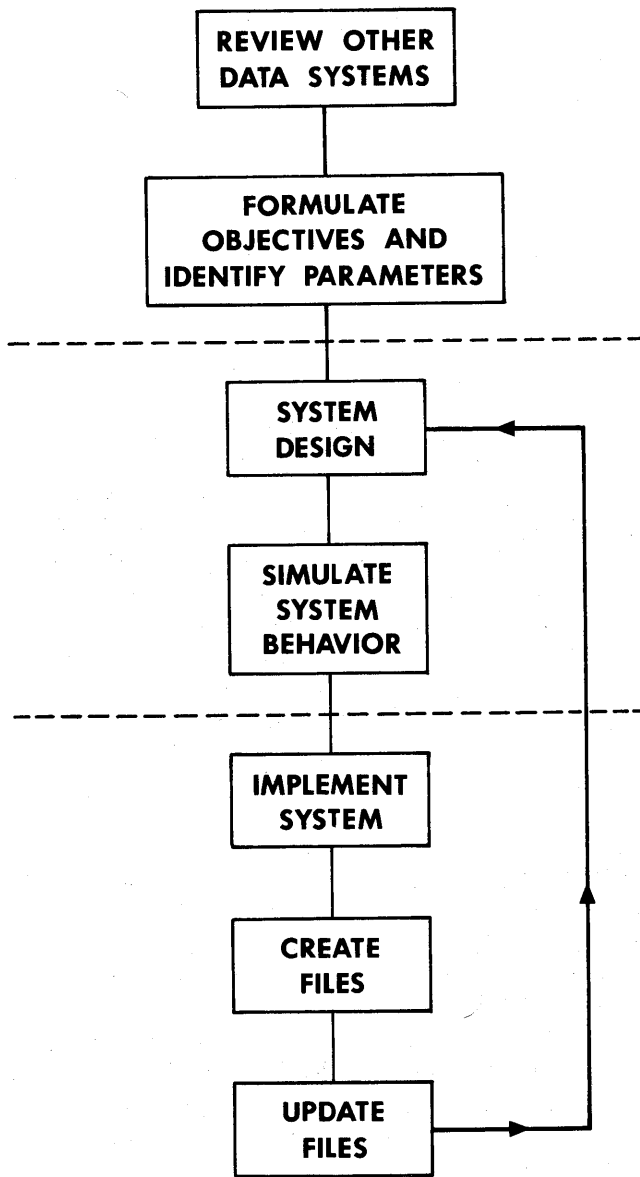 REVIEW OTHER
DATA SYSTEMS
FORMULATE
OBJECTIVES AND
IDENTIFY PARAMETERS
SYSTEM
DESIGN
SIMULATE
SYSTEM
BEHAVIOR
IMPLEMENT
SYSTEM
CREATE
FILES
UPDATE
FILES